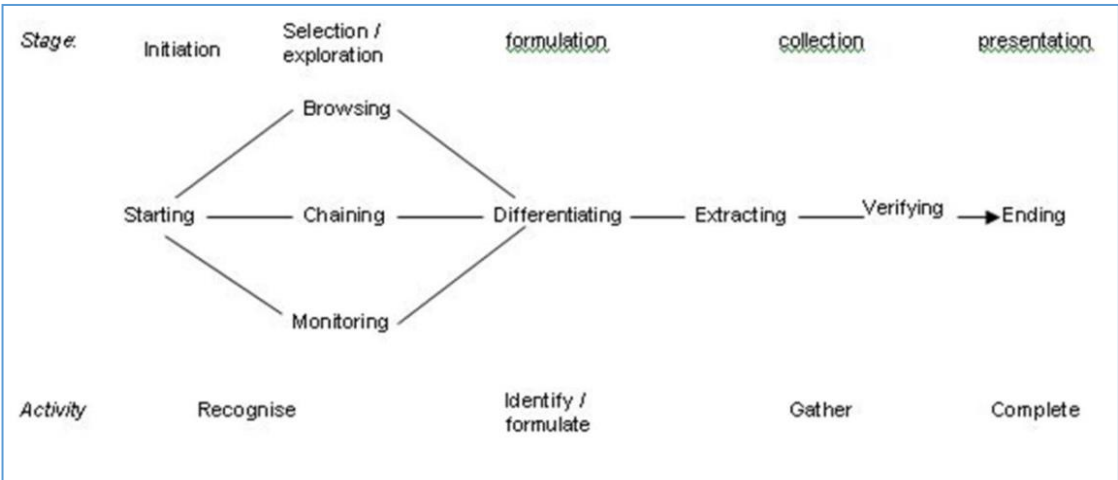 Stage:
Initiation
Selection /
exploration
formulation
collection
presentation
Browsing
Starting
Chaining
Differentiating
Extracting
Verifying
Ending
Monitoring
Activity
Recognise
Identify /
formulate
Gather
Complete